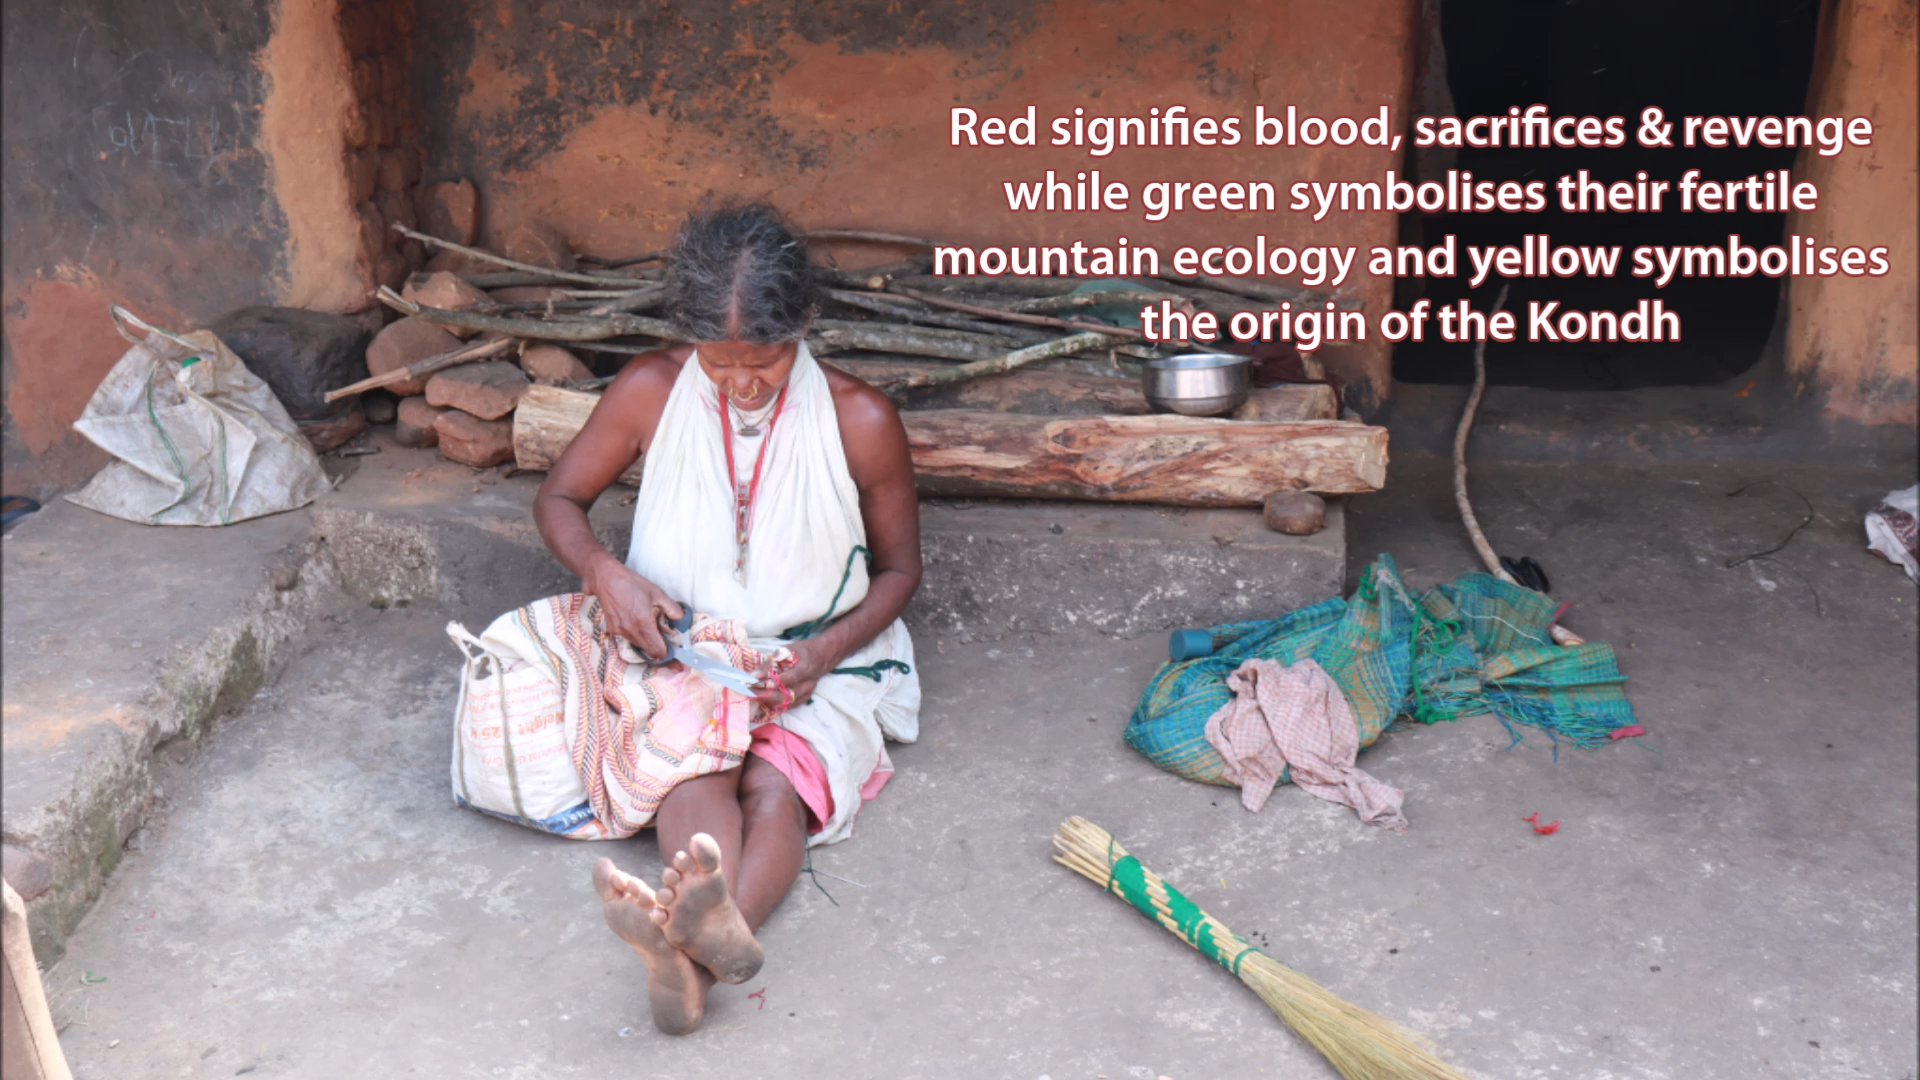 Red signifies blood, sacrifices & revenge
while green symbolises their fertile
mountain ecology and yellow symbolises
the origin of the Kondh